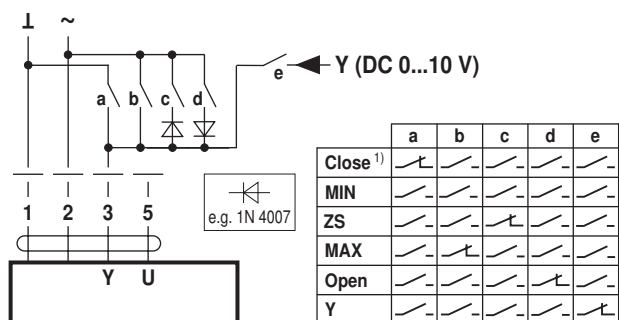 ⊥ ~
e Y (DC 0...10 V)
a b c d
a b c d e
Close 1)
MIN
ZS
MAX
Open
Y
e.g. 1N 4007
1 2 3 5
Y U